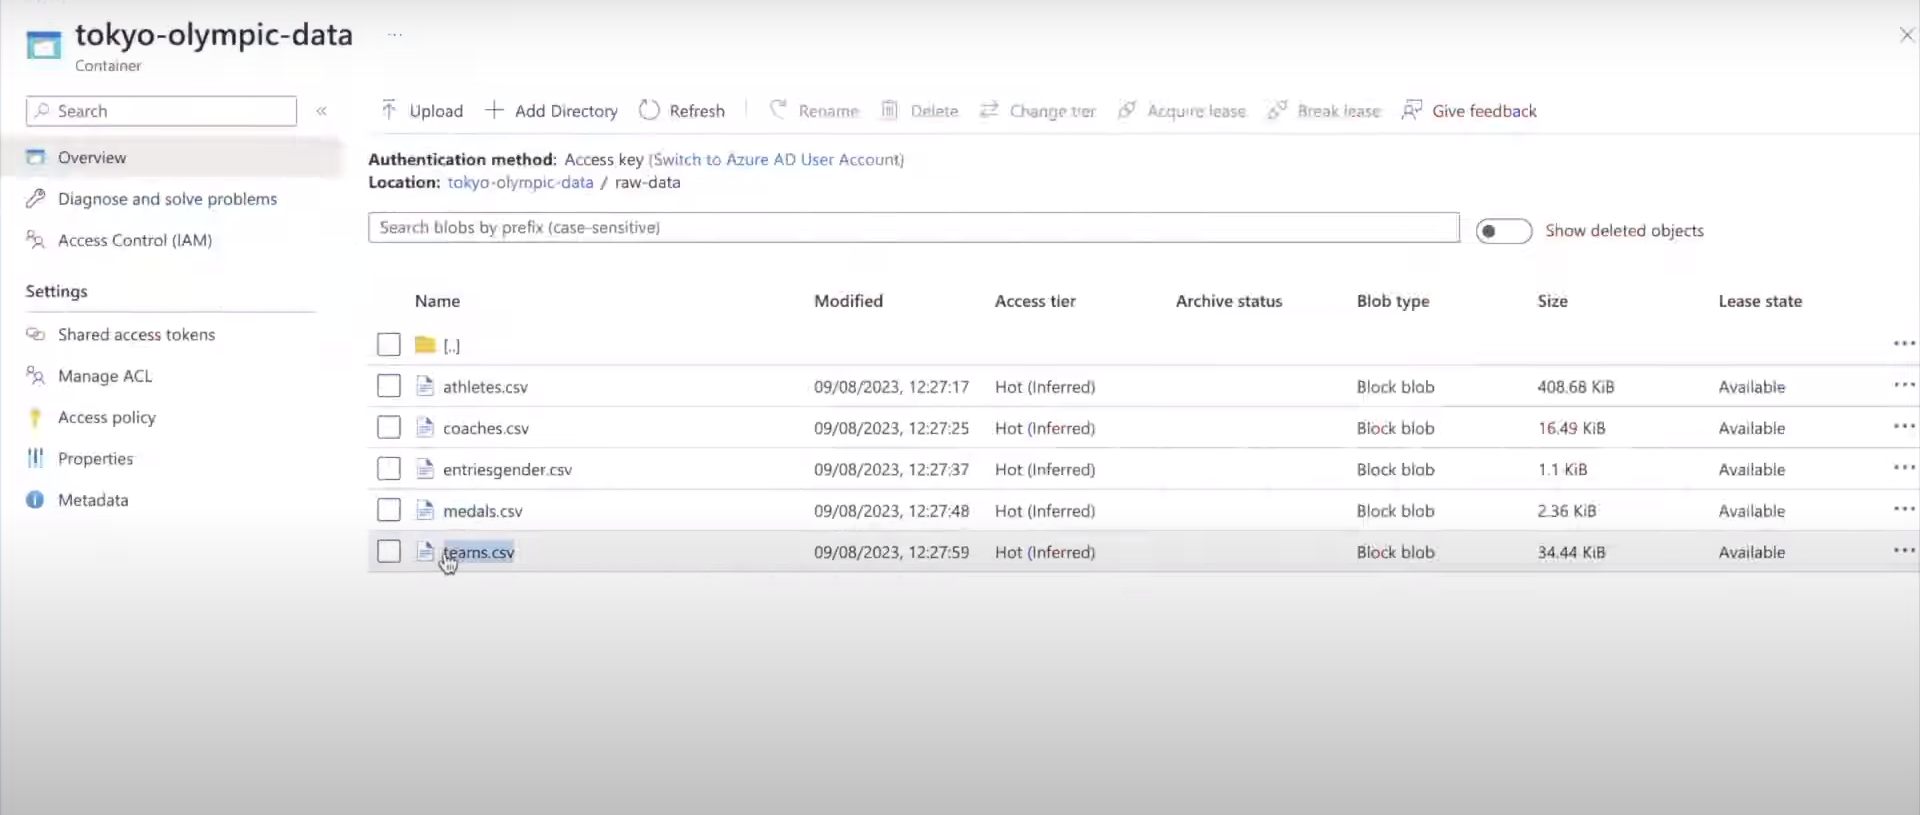 tokyo-olympic-data ...
Container
Search «
Upload Add Directory Refresh Rename Delete Change tier Acquire lease Break lease Give feedback
Overview
Diagnose and solve problems
Access Control (IAM)
Settings
Shared access tokens
Manage ACL
Access policy
Properties
Metadata
Authentication method: Access key (Switch to Azure AD User Account)
Location: tokyo-olympic-data / raw-data
Search blobs by prefix (case-sensitive)
Show deleted objects
Name Modified Access tier Archive status Blob type Size Lease state
[..]
athletes.csv 09/08/2023, 12:27:17 Hot (Inferred) Block blob 408.68 KiB Available
coaches.csv 09/08/2023, 12:27:25 Hot (Inferred) Block blob 16.49 KiB Available
entriesgender.csv 09/08/2023, 12:27:37 Hot (Inferred) Block blob 1.1 KiB Available
medals.csv 09/08/2023, 12:27:48 Hot (Inferred) Block blob 2.36 KiB Available
teams.csv 09/08/2023, 12:27:59 Hot (Inferred) Block blob 34.44 KiB Available